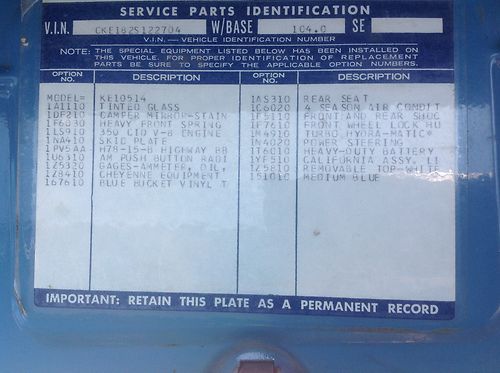 SERVICE PARTS IDENTIFICATION
V.I.N. CKE182S122704 W/BASE 104.0 SE
V.I.N. — VEHICLE IDENTIFICATION NUMBER
NOTE: THE SPECIAL EQUIPMENT LISTED BELOW HAS BEEN INSTALLED ON
THIS VEHICLE. FOR PROPER IDENTIFICATION OF REPLACEMENT
PARTS BE SURE TO SPECIFY THE APPLICABLE OPTION NUMBERS.
OPTION NO. DESCRIPTION OPTION NO. DESCRIPTION
MODEL= KE10514 1AS310 REAR SEAT
1A1110 TINTED GLASS 1C6020 4 SEASON AIR CONDIT
1DF210 CAMPER MIRROR-STAIN 1F5110 FRONT AND REAR SHOC
1F6030 HEAVY FRONT SPRING 1F7610 FRONT WHEEL LOCK HU
1LS910 350 CID V-8 ENGINE 1M4910 TURBO HYDRA-MATIC*
1NA410 SKID PLATE 1N4020 POWER STEERING
1PV5AA H78-15-B HIGHWAY BB 1T6010 HEAVY-DUTY BATTERY
1U6310 AM PUSH BUTTON RADI 1YF510 CALIFORNIA ASSY. LI
1Z5320 GAGES-AMMETER, OIL, 1Z5810 REMOVABLE TOP-WHITE
1Z8410 CHEYENNE EQUIPMENT 151010 MEDIUM BLUE
167610 BLUE BUCKET VINYL T
IMPORTANT: RETAIN THIS PLATE AS A PERMANENT RECORD